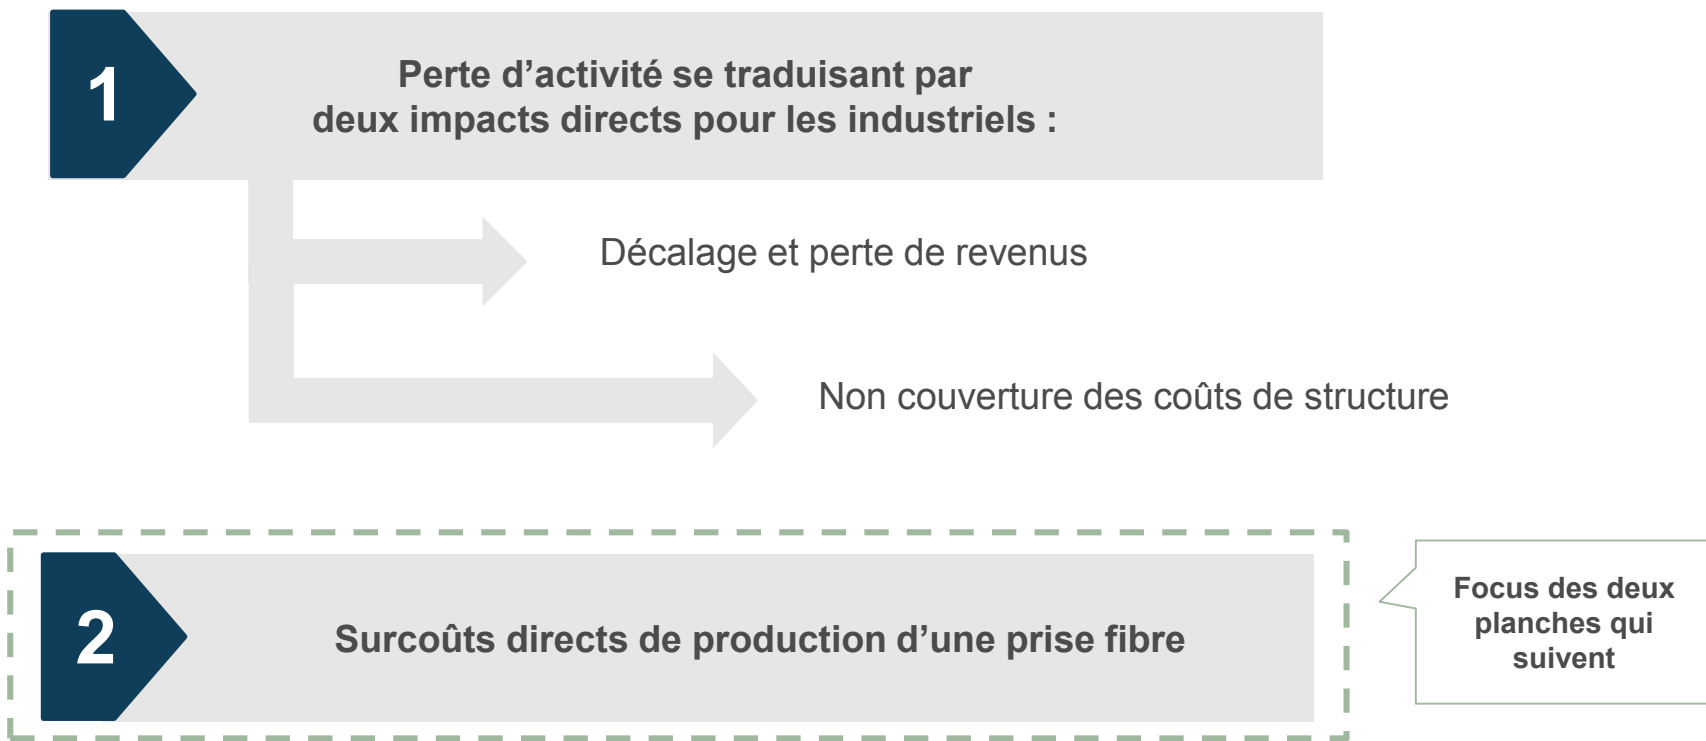 1
Perte d’activité se traduisant par
deux impacts directs pour les industriels :
Décalage et perte de revenus
Non couverture des coûts de structure
2
Surcoûts directs de production d’une prise fibre
Focus des deux
planches qui
suivent